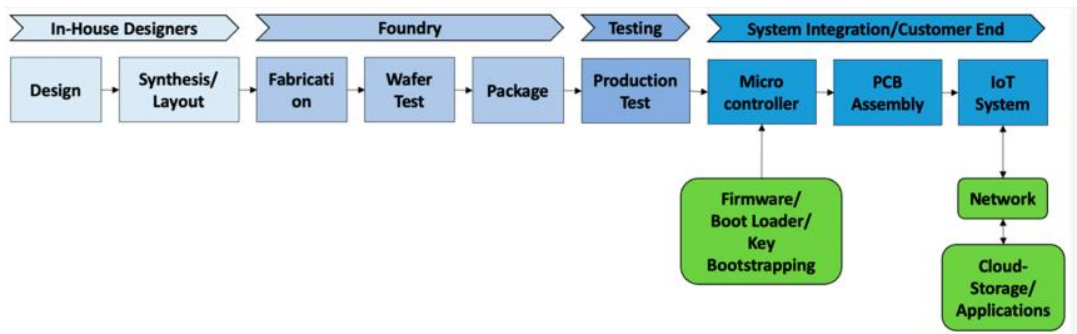 In-House Designers
Foundry
Testing
System Integration/Customer End
Design
Synthesis/
Layout
Fabricati
on
Wafer
Test
Package
Production
Test
Micro
controller
PCB
Assembly
IoT
System
Firmware/
Boot Loader/
Key
Bootstrapping
Network
Cloud-
Storage/
Applications